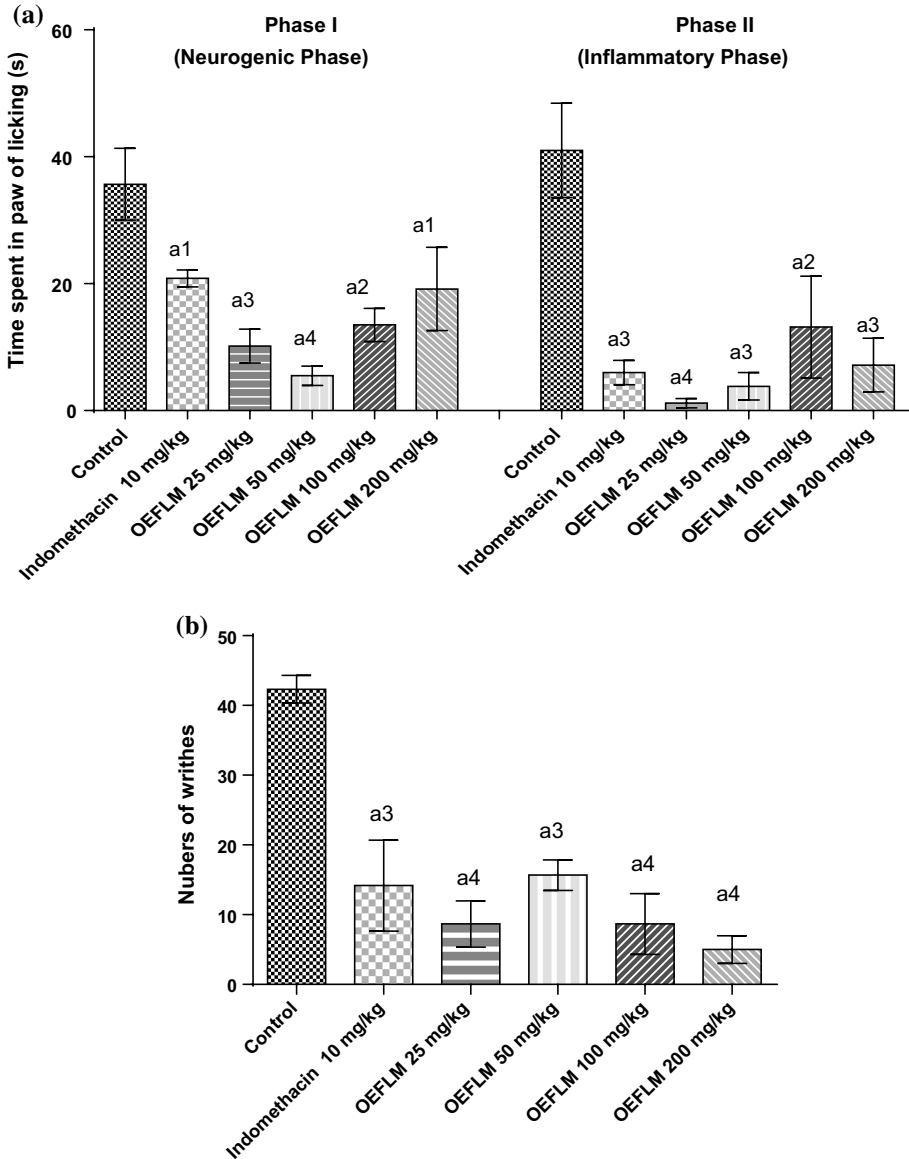 (a)
Phase I
(Neurogenic Phase)
Phase II
(Inflammatory Phase)
Time spent in paw of licking (s)
60
40
20
0
a1
a3
a4
a2
a1
a3
a4
a3
a2
a3
Control
Indomethacin 10 mg/kg
OEFLM 25 mg/kg
OEFLM 50 mg/kg
OEFLM 100 mg/kg
OEFLM 200 mg/kg
Control
Indomethacin 10 mg/kg
OEFLM 25 mg/kg
OEFLM 50 mg/kg
OEFLM 100 mg/kg
OEFLM 200 mg/kg
(b)
Nubers of writhes
50
40
30
20
10
0
a3
a4
a3
a4
a4
Control
Indomethacin 10 mg/kg
OEFLM 25 mg/kg
OEFLM 50 mg/kg
OEFLM 100 mg/kg
OEFLM 200 mg/kg